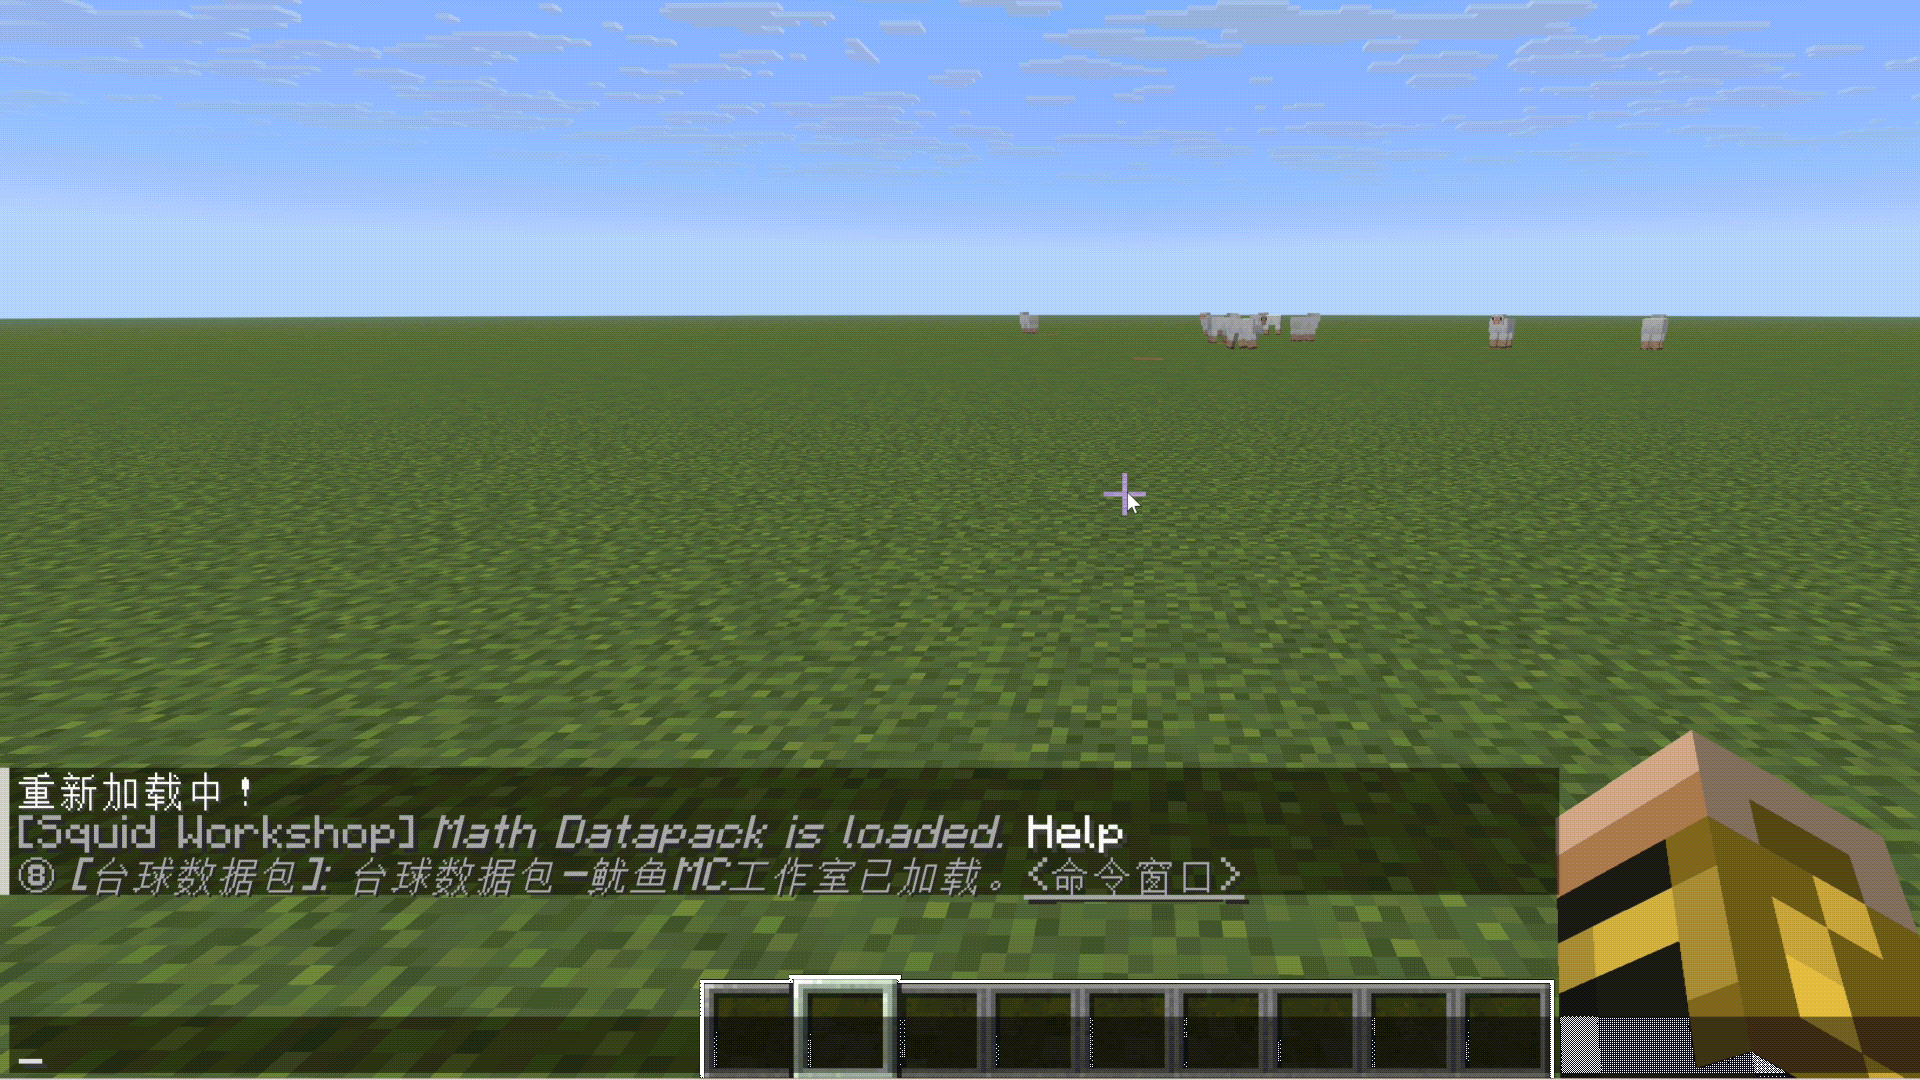 重新加载中！
[Squid Workshop] Math Datapack is loaded. Help
⑧ [台球数据包]: 台球数据包-鱿鱼MC工作室已加载。<命令窗口>
_